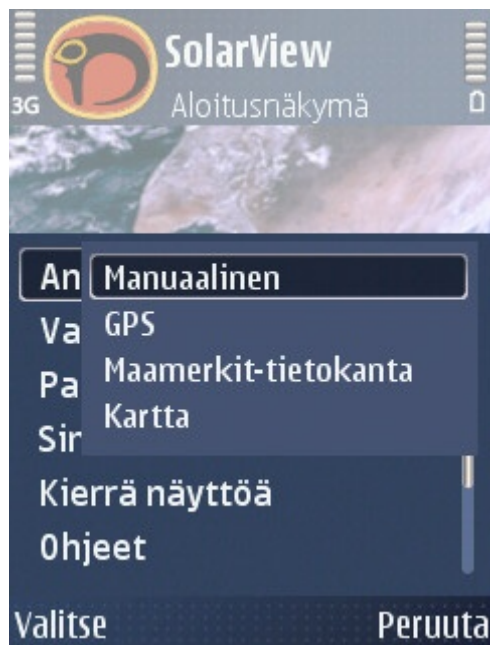 SolarView
3G
Aloitusnäkymä
An
Manuaalinen
Va
GPS
Maamerkit-tietokanta
Pa
Kartta
Sir
Kierrä näyttöä
Ohjeet
Valitse
Peruuta